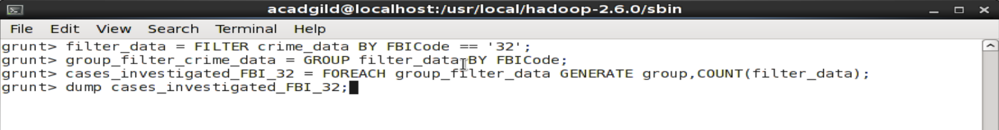 acadgild@localhost:/usr/local/hadoop-2.6.0/sbin
File Edit View Search Terminal Help
grunt> filter_data = FILTER crime_data BY FBICode == '32';
grunt> group_filter_crime_data = GROUP filter_data BY FBICode;
grunt> cases_investigated_FBI_32 = FOREACH group_filter_data GENERATE group,COUNT(filter_data);
grunt> dump cases_investigated_FBI_32;